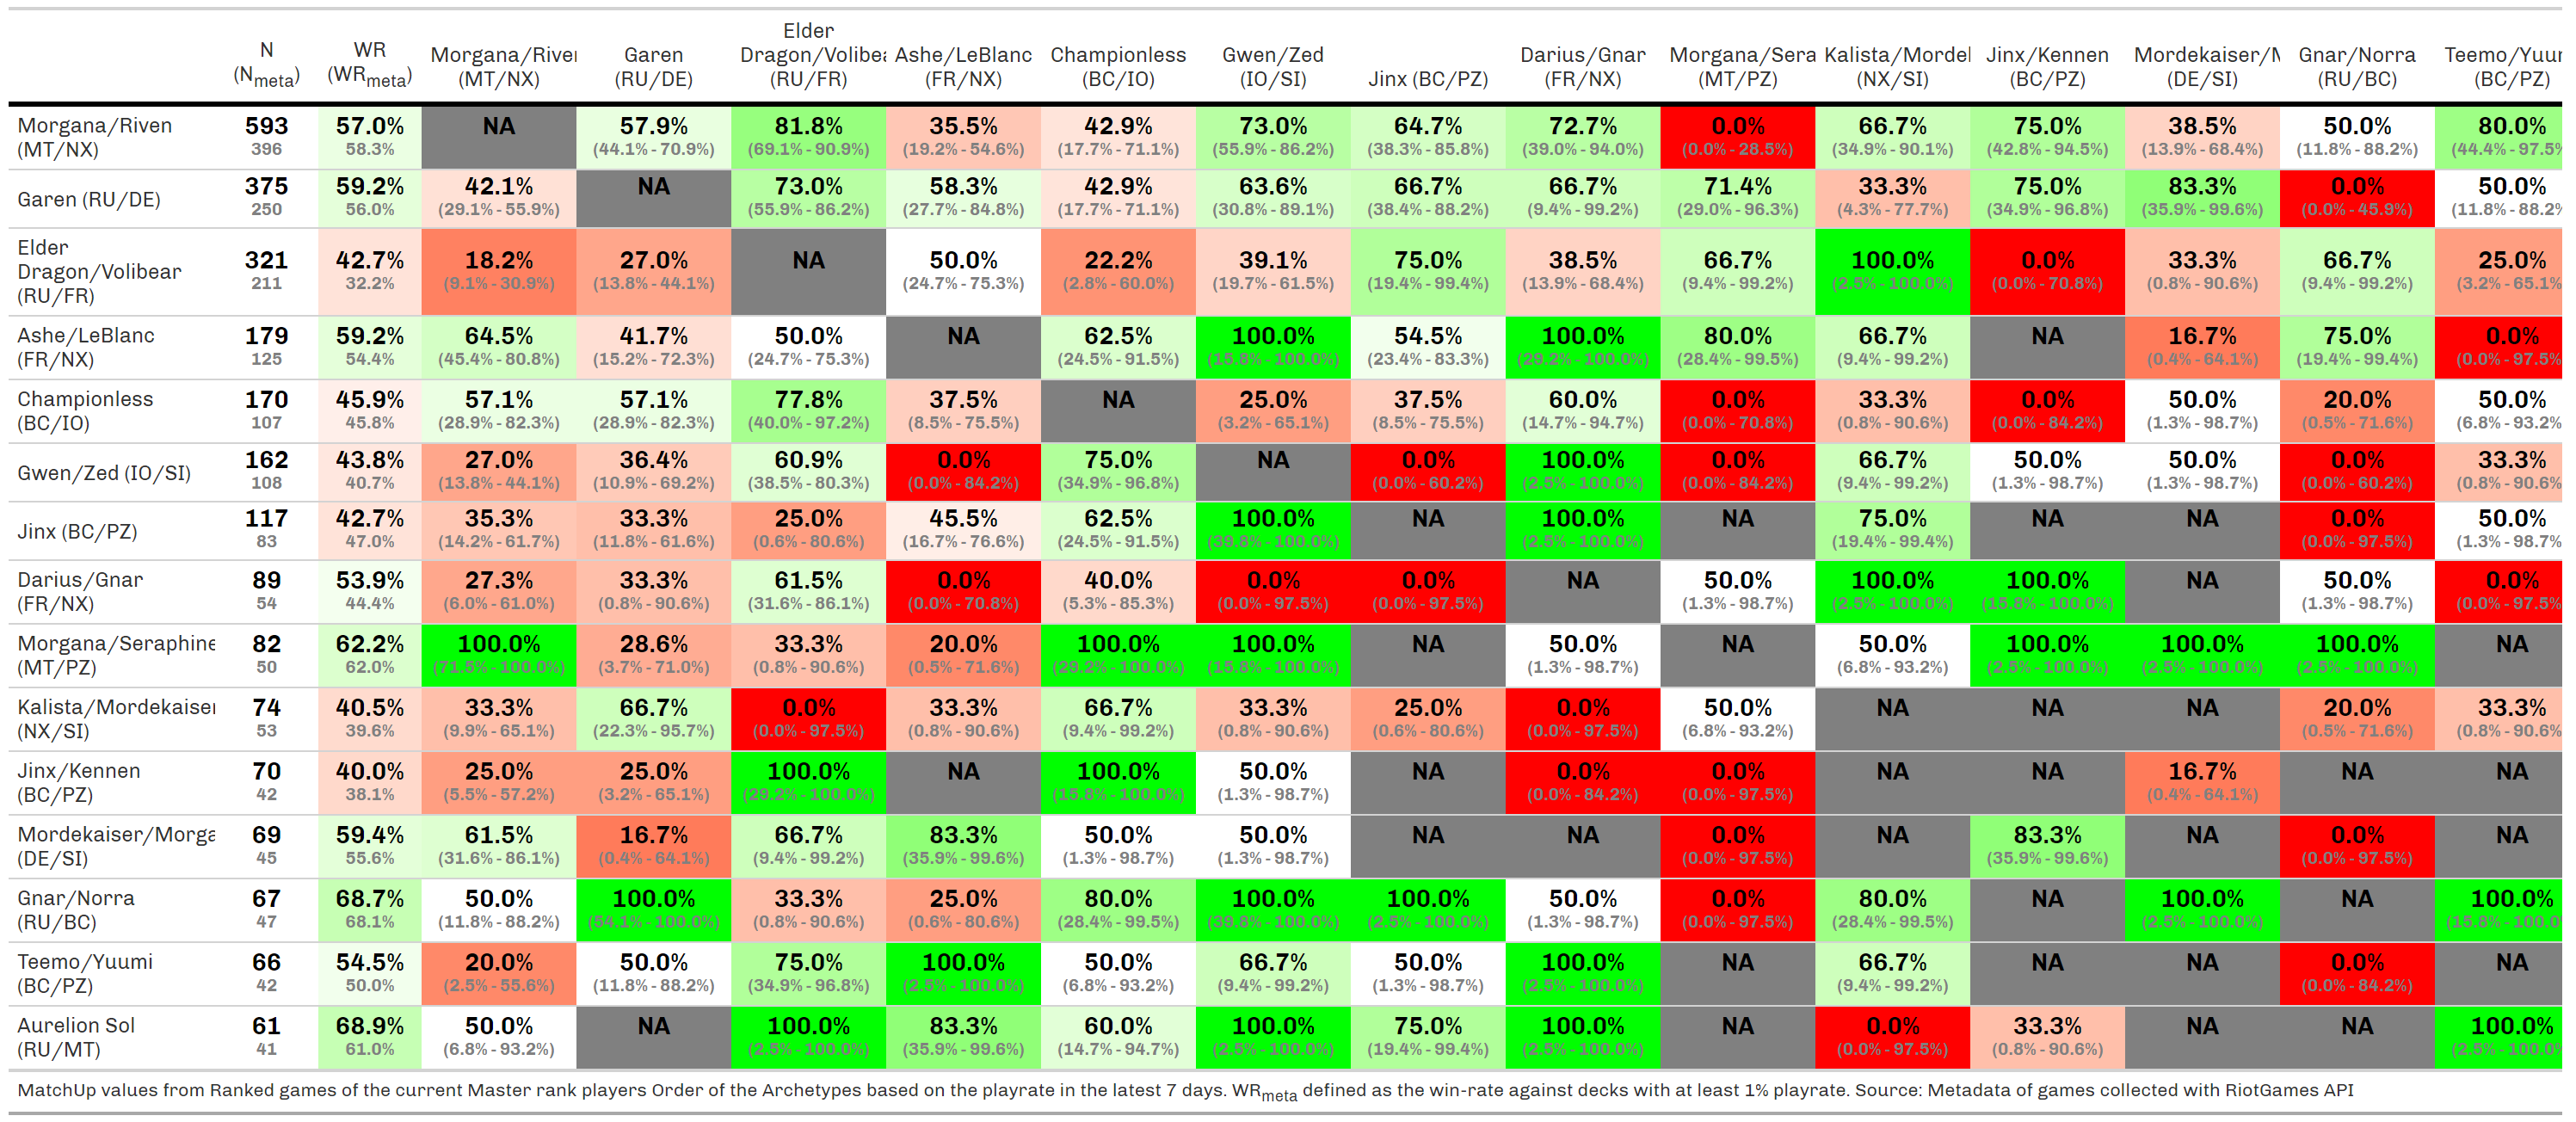 N (Nmeta) WR (WRmeta) Morgana/Riven (MT/NX) Garen (RU/DE) Elder Dragon/Volibea (RU/FR) Ashe/LeBlanc (FR/NX) Championless (BC/IO) Gwen/Zed (IO/SI) Jinx (BC/PZ) Darius/Gnar (FR/NX) Morgana/Sera (MT/PZ) Kalista/Mordel (NX/SI) Jinx/Kennen (BC/PZ) Mordekaiser/M (DE/SI) Gnar/Norra (RU/BC) Teemo/Yuur (BC/PZ)
Morgana/Riven 593 57.0% NA 57.9% 81.8% 35.5% 42.9% 73.0% 64.7% 72.7% 0.0% 66.7% 75.0% 38.5% 50.0% 80.0%
(MT/NX) 396 58.3% (44.1% - 70.9%) (69.1% - 90.9%) (19.2% - 54.6%) (17.7% - 71.1%) (55.9% - 86.2%) (38.3% - 85.8%) (39.0% - 94.0%) (0.0% - 28.5%) (34.9% - 90.1%) (42.8% - 94.5%) (13.9% - 68.4%) (11.8% - 88.2%) (44.4% - 97.5%
Garen (RU/DE) 375 59.2% 42.1% NA 73.0% 58.3% 42.9% 63.6% 66.7% 66.7% 71.4% 33.3% 75.0% 83.3% 0.0% 50.0%
250 56.0% (29.1% - 55.9%) (55.9% - 86.2%) (27.7% - 84.8%) (17.7% - 71.1%) (30.8% - 89.1%) (38.4% - 88.2%) (9.4% - 99.2%) (29.0% - 96.3%) (4.3% - 77.7%) (34.9% - 96.8%) (35.9% - 99.6%) (0.0% - 45.9%) (11.8% - 88.2%
Elder
Dragon/Volibear 321 42.7% 18.2% 27.0% NA 50.0% 22.2% 39.1% 75.0% 38.5% 66.7% 100.0% 0.0% 33.3% 66.7% 25.0%
(RU/FR) 211 32.2% (9.1% - 30.9%) (13.8% - 44.1%) (24.7% - 75.3%) (2.8% - 60.0%) (19.7% - 61.5%) (19.4% - 99.4%) (13.9% - 68.4%) (9.4% - 99.2%) (2.5% - 100.0%) (0.0% - 70.8%) (0.8% - 90.6%) (9.4% - 99.2%) (3.2% - 65.1%
Ashe/LeBlanc 179 59.2% 64.5% 41.7% 50.0% NA 62.5% 100.0% 54.5% 100.0% 80.0% 66.7% NA 16.7% 75.0% 0.0%
(FR/NX) 125 54.4% (45.4% - 80.8%) (15.2% - 72.3%) (24.7% - 75.3%) (24.5% - 91.5%) (15.8% - 100.0%) (23.4% - 83.3%) (29.2% - 100.0%) (28.4% - 99.5%) (9.4% - 99.2%) (0.4% - 64.1%) (19.4% - 99.4%) (0.0% - 97.5%
Championless 170 45.9% 57.1% 57.1% 77.8% 37.5% NA 25.0% 37.5% 60.0% 0.0% 33.3% 0.0% 50.0% 20.0% 50.0%
(BC/IO) 107 45.8% (28.9% - 82.3%) (28.9% - 82.3%) (40.0% - 97.2%) (8.5% - 75.5%) (3.2% - 65.1%) (8.5% - 75.5%) (14.7% - 94.7%) (0.0% - 70.8%) (0.8% - 90.6%) (0.0% - 84.2%) (1.3% - 98.7%) (0.5% - 71.6%) (6.8% - 93.2%
Gwen/Zed (IO/SI) 162 43.8% 27.0% 36.4% 60.9% 0.0% 75.0% NA 0.0% 100.0% 0.0% 66.7% 50.0% 50.0% 0.0% 33.3%
108 40.7% (13.8% - 44.1%) (10.9% - 69.2%) (38.5% - 80.3%) (0.0% - 84.2%) (34.9% - 96.8%) (0.0% - 60.2%) (2.5% - 100.0%) (0.0% - 84.2%) (9.4% - 99.2%) (1.3% - 98.7%) (1.3% - 98.7%) (0.0% - 60.2%) (0.8% - 90.6%
Jinx (BC/PZ) 117 42.7% 35.3% 33.3% 25.0% 45.5% 62.5% 100.0% NA 100.0% NA 75.0% NA NA 0.0% 50.0%
83 47.0% (14.2% - 61.7%) (11.8% - 61.6%) (0.6% - 80.6%) (16.7% - 76.6%) (24.5% - 91.5%) (39.8% - 100.0%) (2.5% - 100.0%) (19.4% - 99.4%) (0.0% - 97.5%) (1.3% - 98.7%
Darius/Gnar 89 53.9% 27.3% 33.3% 61.5% 0.0% 40.0% 0.0% 0.0% NA 50.0% 100.0% 100.0% NA 50.0% 0.0%
(FR/NX) 54 44.4% (6.0% - 61.0%) (0.8% - 90.6%) (31.6% - 86.1%) (0.0% - 70.8%) (5.3% - 85.3%) (0.0% - 97.5%) (0.0% - 97.5%) (1.3% - 98.7%) (2.5% - 100.0%) (15.8% - 100.0%) (1.3% - 98.7%) (0.0% - 97.5%
Morgana/Seraphine 82 62.2% 100.0% 28.6% 33.3% 20.0% 100.0% 100.0% NA 50.0% NA 50.0% 100.0% 100.0% 100.0% NA
(MT/PZ) 50 62.0% (71.5% - 100.0%) (3.7% - 71.0%) (0.8% - 90.6%) (0.5% - 71.6%) (29.2% - 100.0%) (15.8% - 100.0%) (1.3% - 98.7%) (6.8% - 93.2%) (2.5% - 100.0%) (2.5% - 100.0%) (2.5% - 100.0%)
Kalista/Mordekaiser 74 40.5% 33.3% 66.7% 0.0% 33.3% 66.7% 33.3% 25.0% 0.0% 50.0% NA NA NA 20.0% 33.3%
(NX/SI) 53 39.6% (9.9% - 65.1%) (22.3% - 95.7%) (0.0% - 97.5%) (0.8% - 90.6%) (9.4% - 99.2%) (0.8% - 90.6%) (0.6% - 80.6%) (0.0% - 97.5%) (6.8% - 93.2%) (0.5% - 71.6%) (0.8% - 90.6%
Jinx/Kennen 70 40.0% 25.0% 25.0% 100.0% NA 100.0% 50.0% NA 0.0% 0.0% NA NA 16.7% NA NA
(BC/PZ) 42 38.1% (5.5% - 57.2%) (3.2% - 65.1%) (29.2% - 100.0%) (15.8% - 100.0%) (1.3% - 98.7%) (0.0% - 84.2%) (0.0% - 97.5%) (0.4% - 64.1%)
Mordekaiser/Morga 69 59.4% 61.5% 16.7% 66.7% 83.3% 50.0% 50.0% NA NA 0.0% NA 83.3% NA 0.0% NA
(DE/SI) 45 55.6% (31.6% - 86.1%) (0.4% - 64.1%) (9.4% - 99.2%) (35.9% - 99.6%) (1.3% - 98.7%) (1.3% - 98.7%) (0.0% - 97.5%) (35.9% - 99.6%) (0.0% - 97.5%)
Gnar/Norra 67 68.7% 50.0% 100.0% 33.3% 25.0% 80.0% 100.0% 100.0% 50.0% 0.0% 80.0% NA 100.0% NA 100.0%
(RU/BC) 47 68.1% (11.8% - 88.2%) (54.1% - 100.0%) (0.8% - 90.6%) (0.6% - 80.6%) (28.4% - 99.5%) (39.8% - 100.0%) (2.5% - 100.0%) (1.3% - 98.7%) (0.0% - 97.5%) (28.4% - 99.5%) (2.5% - 100.0%) (15.8% - 100.0
Teemo/Yuumi 66 54.5% 20.0% 50.0% 75.0% 100.0% 50.0% 66.7% 50.0% 100.0% NA 66.7% NA NA 0.0% NA
(BC/PZ) 42 50.0% (2.5% - 55.6%) (11.8% - 88.2%) (34.9% - 96.8%) (2.5% - 100.0%) (6.8% - 93.2%) (9.4% - 99.2%) (1.3% - 98.7%) (2.5% - 100.0%) (9.4% - 99.2%) (0.0% - 84.2%)
Aurelion Sol 61 68.9% 50.0% NA 100.0% 83.3% 60.0% 100.0% 75.0% 100.0% NA 0.0% 33.3% NA NA 100.0%
(RU/MT) 41 61.0% (6.8% - 93.2%) (2.5% - 100.0%) (35.9% - 99.6%) (14.7% - 94.7%) (2.5% - 100.0%) (19.4% - 99.4%) (2.5% - 100.0%) (0.0% - 97.5%) (0.8% - 90.6%) (2.5% - 100.0%
MatchUp values from Ranked games of the current Master rank players Order of the Archetypes based on the playrate in the latest 7 days. WRmeta defined as the win-rate against decks with at least 1% playrate. Source: Metadata of games collected with RiotGames API